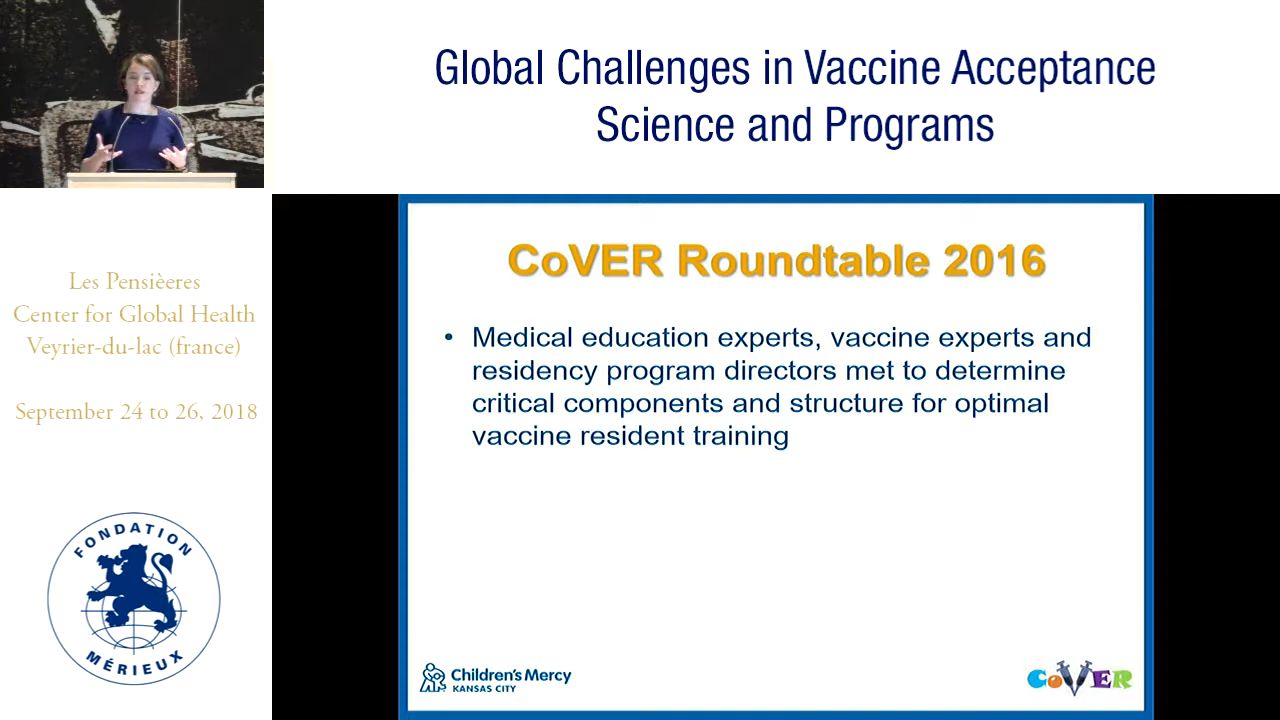 Global Challenges in Vaccine Acceptance
Science and Programs
Les Pensièeres
Center for Global Health
Veyrier-du-lac (france)
September 24 to 26, 2018
FONDATION
MÉRIEUX
CoVER Roundtable 2016
• Medical education experts, vaccine experts and
residency program directors met to determine
critical components and structure for optimal
vaccine resident training
Children's Mercy
KANSAS CITY
CoVER